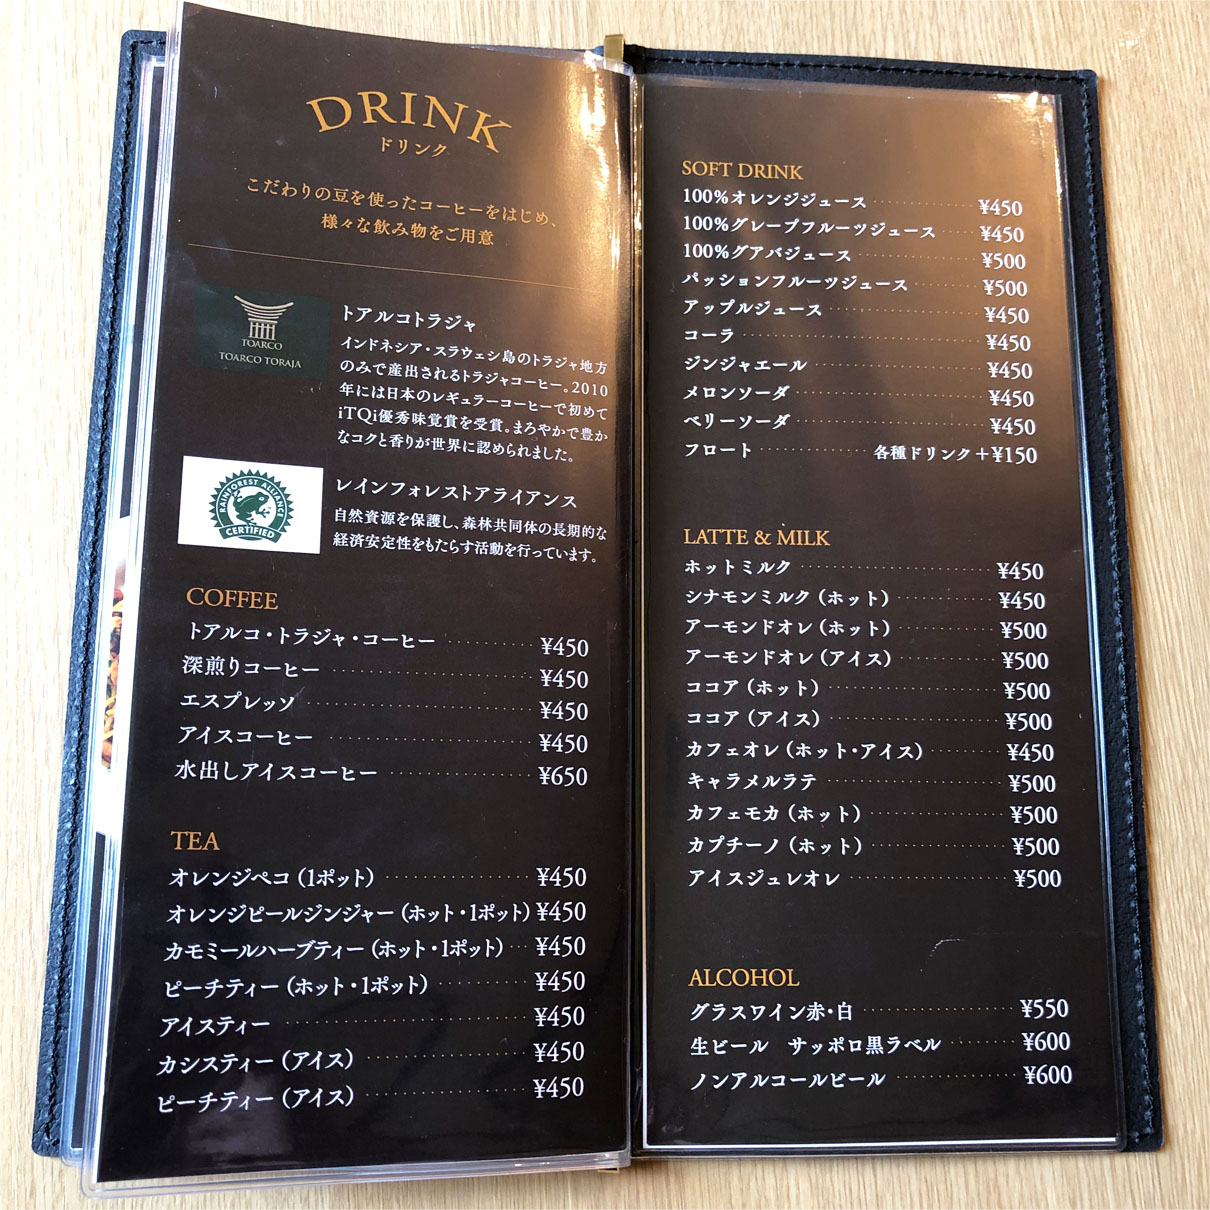 DRINK
ドリンク
こだわりの豆を使ったコーヒーをはじめ、
様々な飲み物をご用意
TOARCO
TOARCO TORAJA
トアルコトラジャ
インドネシア・スラウェシ島のトラジャ地方
のみで産出されるトラジャコーヒー。2010
年には日本のレギュラーコーヒーで初めて
iTQi優秀味覚賞を受賞。まろやかで豊か
なコクと香りが世界に認められました。
RAINFOREST ALLIANCE
CERTIFIED
レインフォレストアライアンス
自然資源を保護し、森林共同体の長期的な
経済安定性をもたらす活動を行っています。
COFFEE
トアルコ・トラジャ・コーヒー ¥450
深煎りコーヒー ¥450
エスプレッソ ¥450
アイスコーヒー ¥450
水出しアイスコーヒー ¥650
TEA
オレンジペコ（1ポット） ¥450
オレンジピールジンジャー（ホット・1ポット） ¥450
カモミールハーブティー（ホット・1ポット） ¥450
ピーチティー（ホット・1ポット） ¥450
アイスティー ¥450
カシスティー（アイス） ¥450
ピーチティー（アイス） ¥450
SOFT DRINK
100%オレンジジュース ¥450
100%グレープフルーツジュース ¥450
100%グアバジュース ¥500
パッションフルーツジュース ¥500
アップルジュース ¥450
コーラ ¥450
ジンジャエール ¥450
メロンソーダ ¥450
ベリーソーダ ¥450
フロート 各種ドリンク＋¥150
LATTE & MILK
ホットミルク ¥450
シナモンミルク（ホット） ¥450
アーモンドオレ（ホット） ¥500
アーモンドオレ（アイス） ¥500
ココア（ホット） ¥500
ココア（アイス） ¥500
カフェオレ（ホット・アイス） ¥450
キャラメルラテ ¥500
カフェモカ（ホット） ¥500
カプチーノ（ホット） ¥500
アイスジュレオレ ¥500
ALCOHOL
グラスワイン赤・白 ¥550
生ビール サッポロ黒ラベル ¥600
ノンアルコールビール ¥600